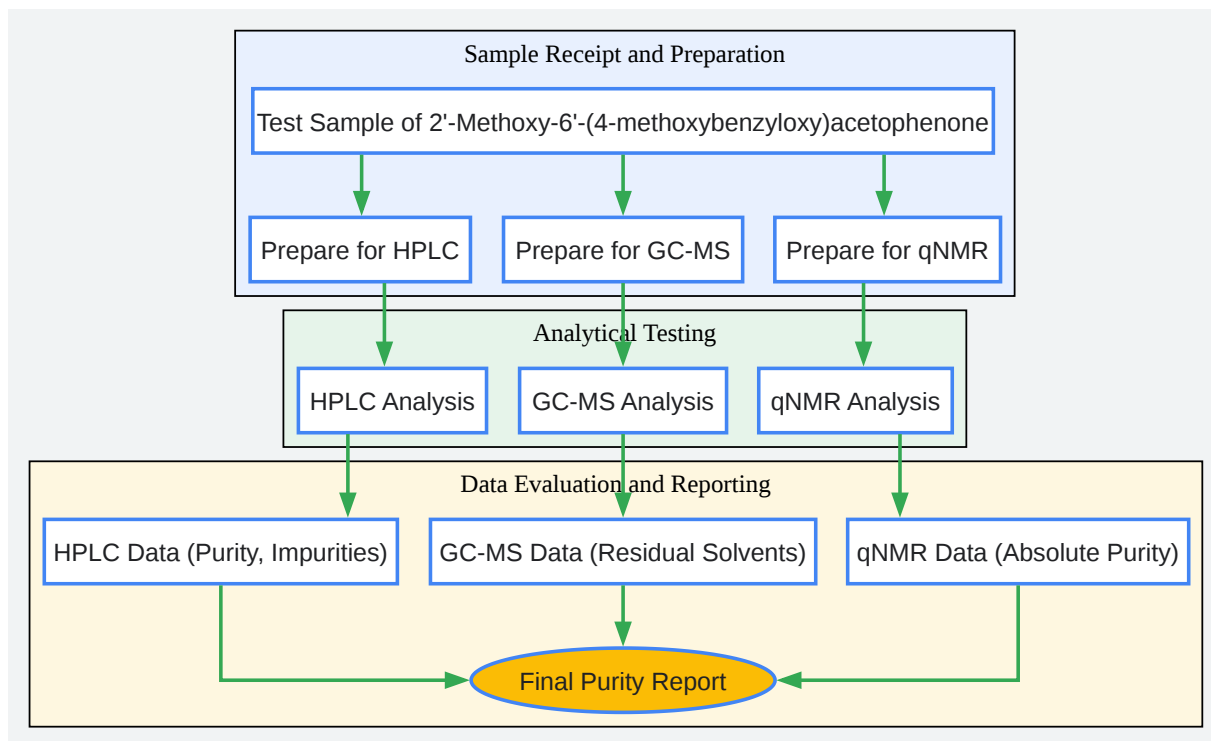 Sample Receipt and Preparation
Test Sample of 2'-Methoxy-6'-(4-methoxybenzyloxy)acetophenone
Prepare for HPLC
Prepare for GC-MS
Prepare for qNMR
Analytical Testing
HPLC Analysis
GC-MS Analysis
qNMR Analysis
Data Evaluation and Reporting
HPLC Data (Purity, Impurities)
GC-MS Data (Residual Solvents)
qNMR Data (Absolute Purity)
Final Purity Report